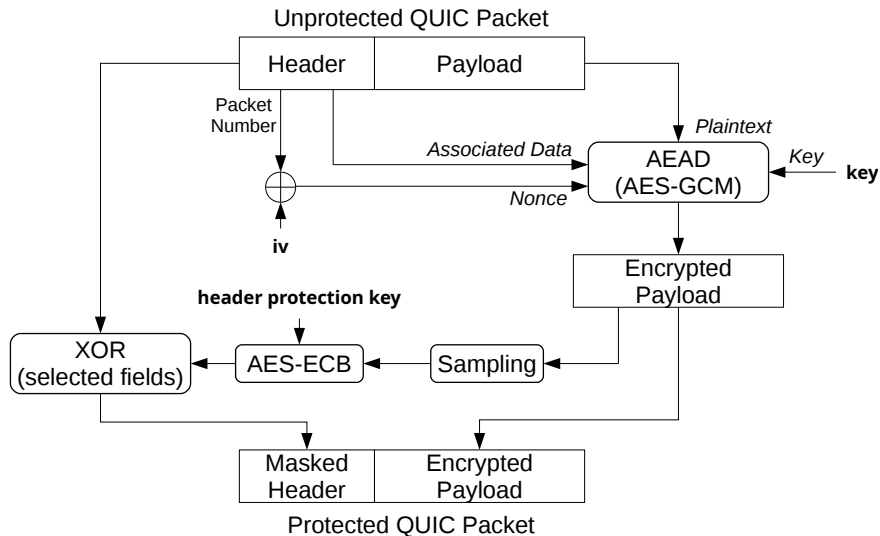 Unprotected QUIC Packet
Header
Payload
Packet
Number
Plaintext
Associated Data
AEAD
(AES-GCM)
Key
key
Nonce
iv
Encrypted
Payload
header protection key
XOR
(selected fields)
AES-ECB
Sampling
Masked
Header
Encrypted
Payload
Protected QUIC Packet